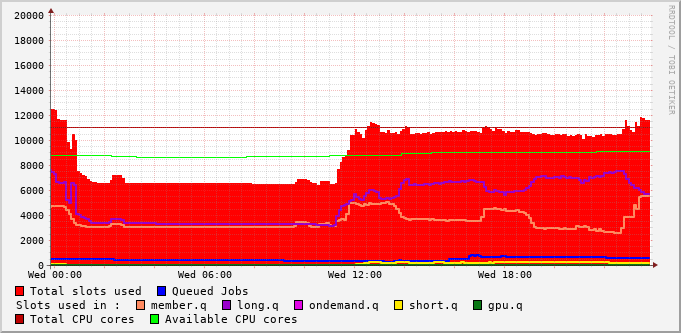 20000
18000
16000
14000
12000
10000
8000
6000
4000
2000
0
Wed 00:00 Wed 06:00 Wed 12:00 Wed 18:00
Total slots used Queued Jobs
Slots used in : member.q long.q ondemand.q short.q gpu.q
Total CPU cores Available CPU cores
RRDTOOL / TOBI OETIKER